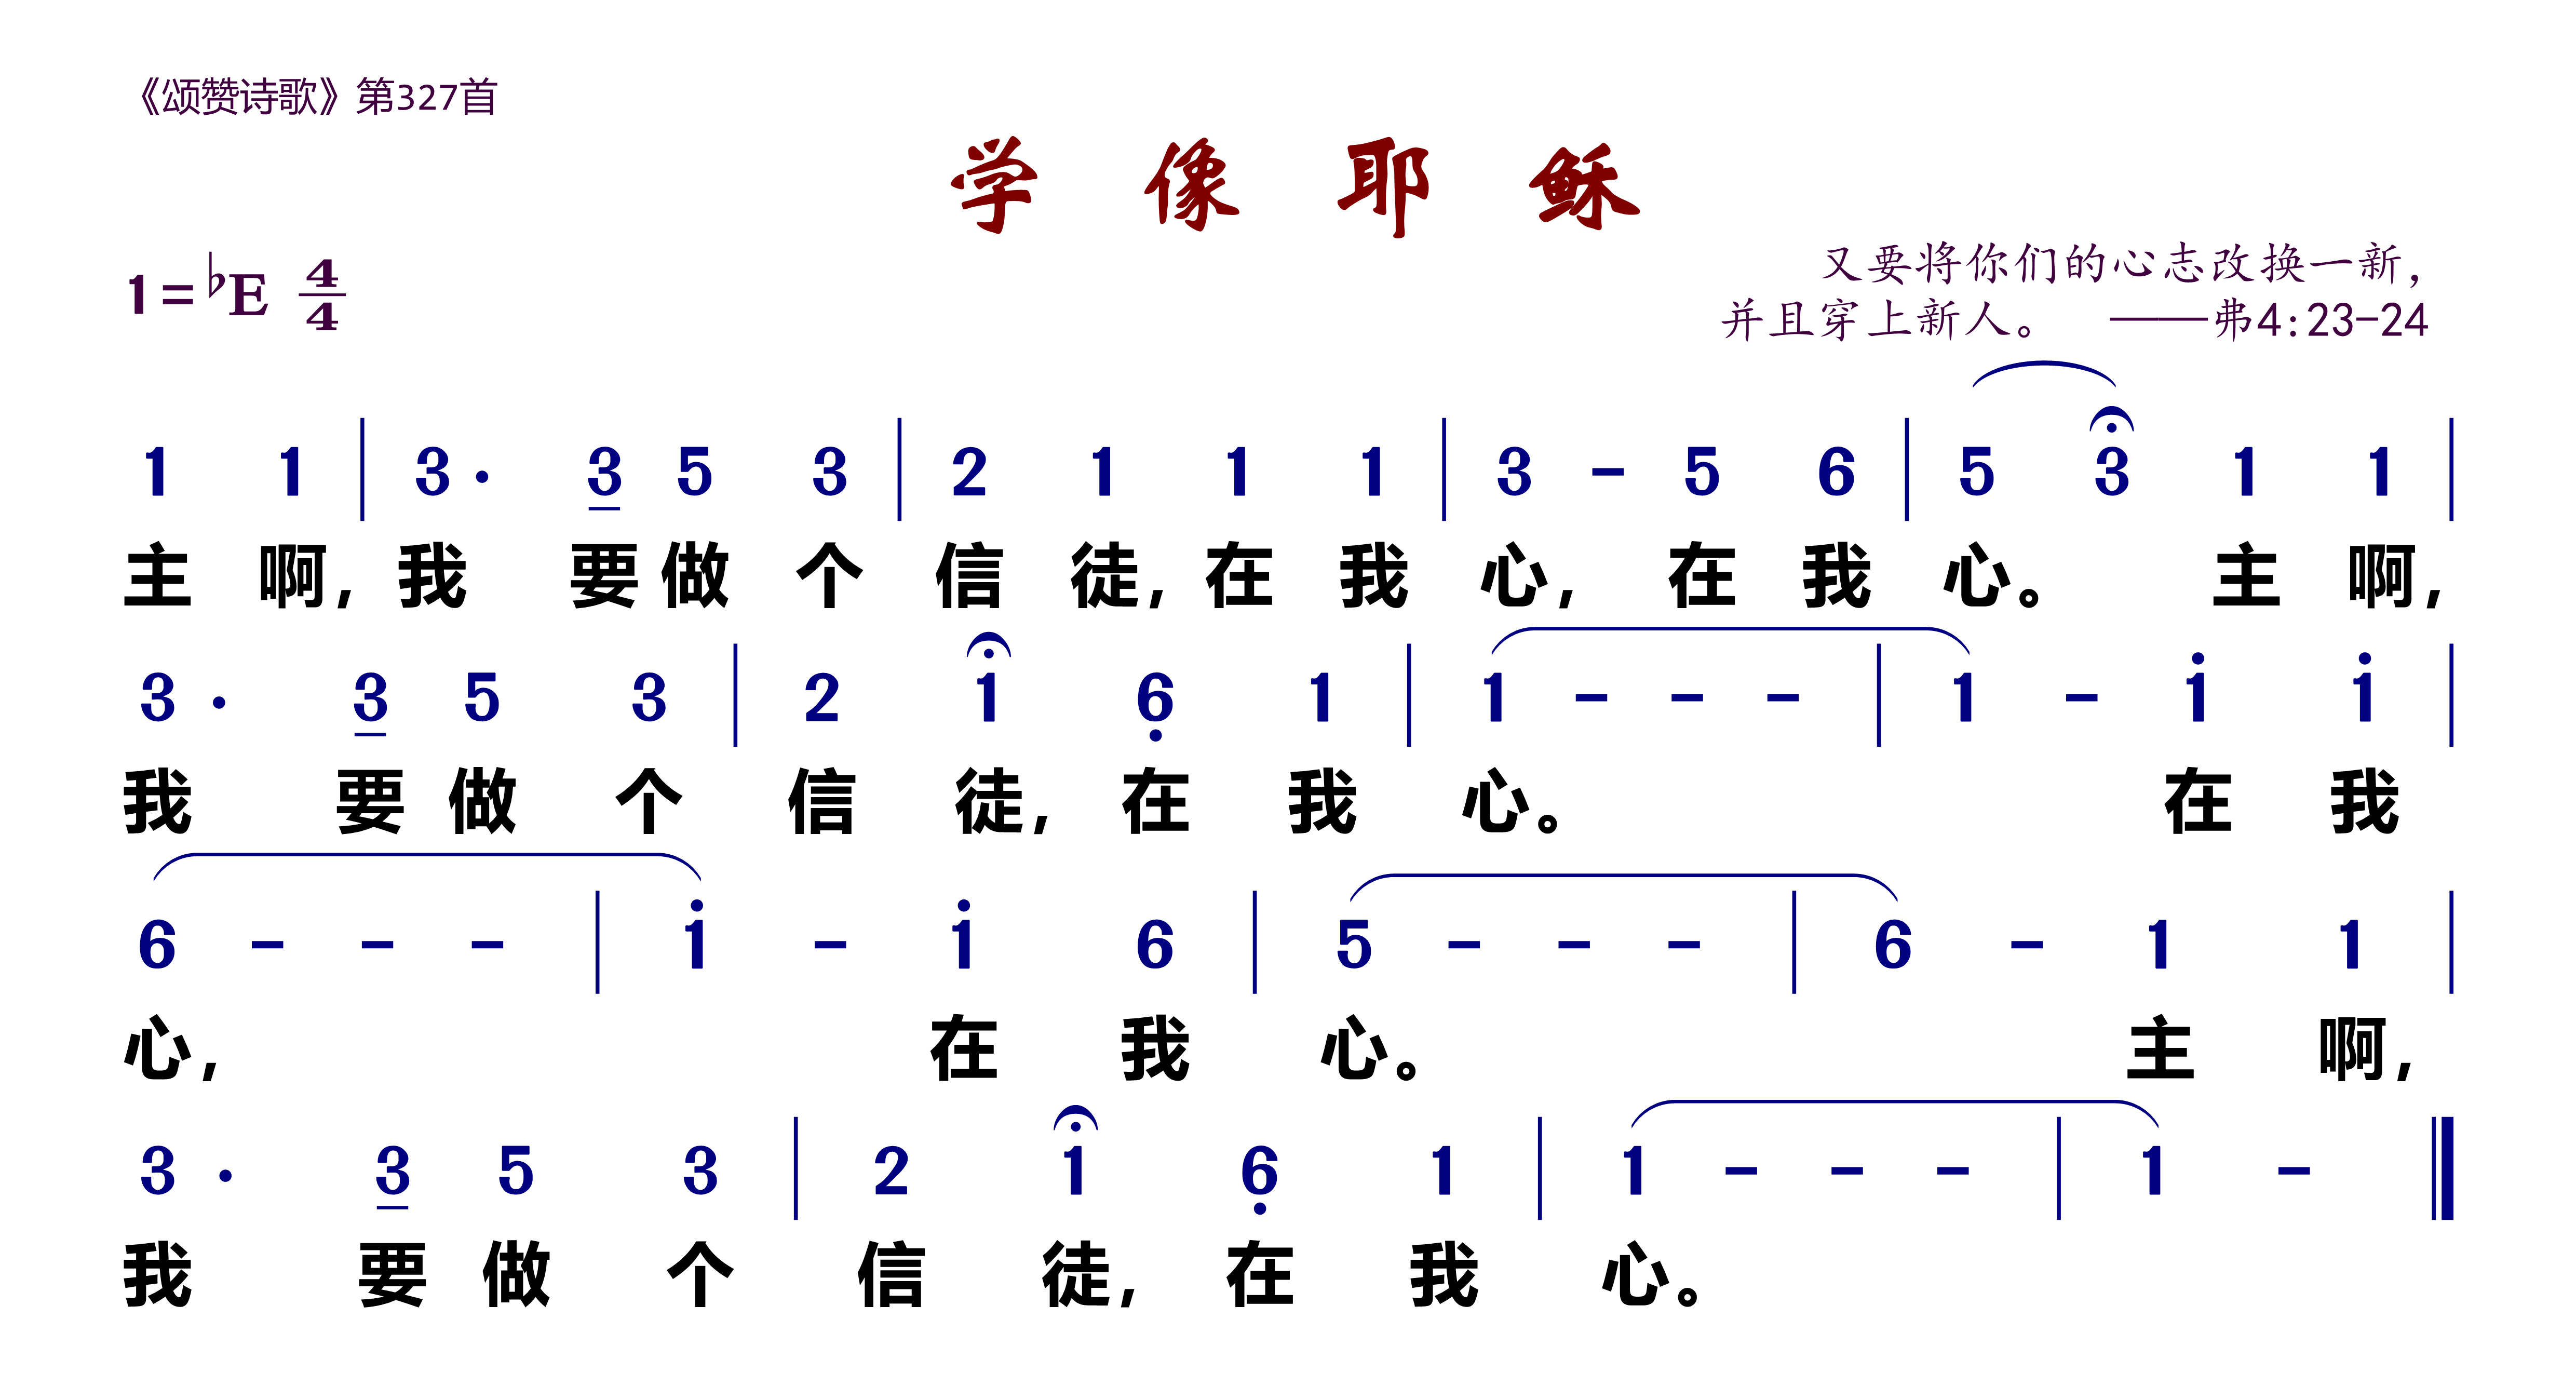 《颂赞诗歌》第327首
学 像 耶 稣
1=♭E 4/4
又要将你们的心志改换一新，
并且穿上新人。 ——弗4:23-24
1 1 | 3 · 3 5 3 | 2 1 1 1 | 3 - 5 6 | 5 3 1 1 |
主 啊, 我 要 做 个 信 徒, 在 我 心, 在 我 心。 主 啊,
3 · 3 5 3 | 2 1 6̣ 1 | 1 - - - | 1 - i i |
我 要 做 个 信 徒, 在 我 心。 在 我
6 - - - | i - i 6 | 5 - - - | 6 - 1 1 |
心, 在 我 心。 主 啊,
3 · 3 5 3 | 2 1 6̣ 1 | 1 - - - | 1 - ‖
我 要 做 个 信 徒, 在 我 心。